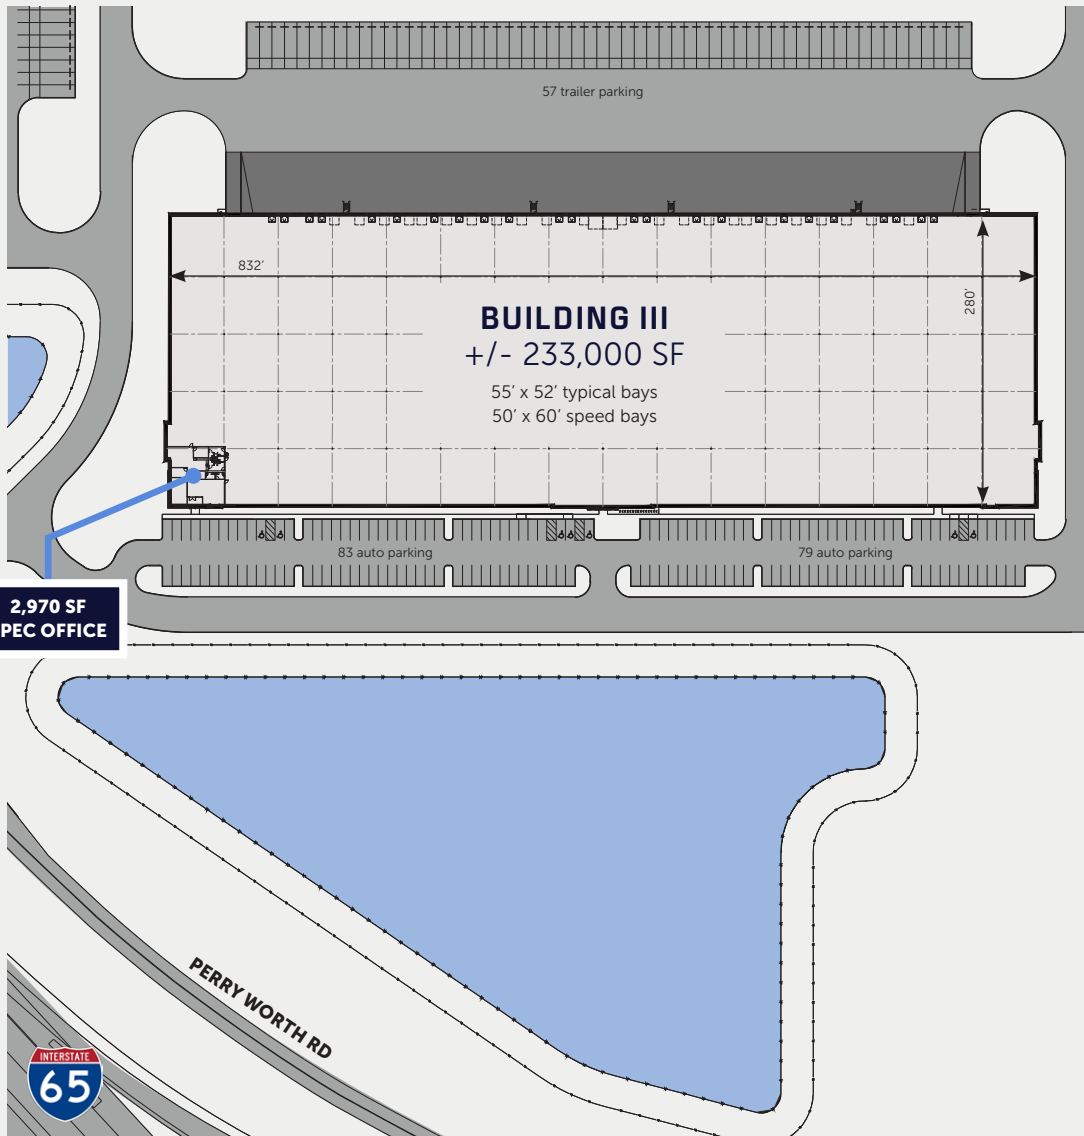 57 trailer parking
832'
280'
BUILDING III
+/- 233,000 SF
55' x 52' typical bays
50' x 60' speed bays
83 auto parking
79 auto parking
2,970 SF
PEC OFFICE
PERRY WORTH RD
INTERSTATE
65